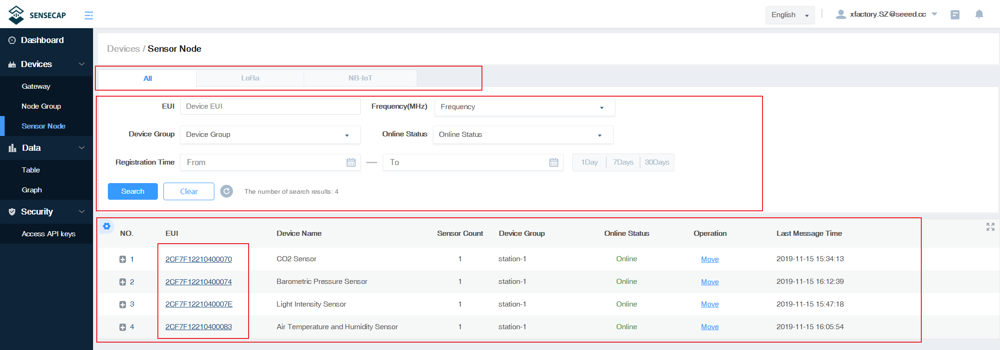 SENSECAP
English
xfactory.SZ@seeed.cc
Dashboard
Devices
Gateway
Node Group
Sensor Node
Data
Table
Graph
Security
Access API keys
Devices / Sensor Node
All LoRa NB-IoT
EUI Device EUI Frequency(MHz) Frequency
Device Group Device Group Online Status Online Status
Registration Time From — To 1Day 7Days 30Days
Search Clear The number of search results: 4
NO. EUI Device Name Sensor Count Device Group Online Status Operation Last Message Time
1 2CF7F12210400070 CO2 Sensor 1 station-1 Online Move 2019-11-15 15:34:13
2 2CF7F12210400074 Barometric Pressure Sensor 1 station-1 Online Move 2019-11-15 16:12:39
3 2CF7F1221040007E Light Intensity Sensor 1 station-1 Online Move 2019-11-15 15:47:18
4 2CF7F12210400083 Air Temperature and Humidity Sensor 1 station-1 Online Move 2019-11-15 16:05:54